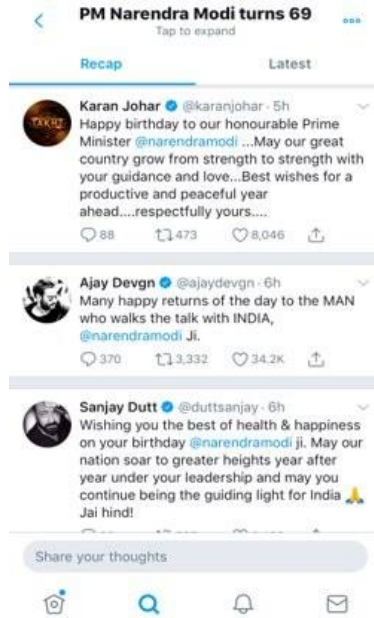 PM Narendra Modi turns 69
Tap to expand
Recap
Latest
TAKHT
Karan Johar @karanjohar · 5h
Happy birthday to our honourable Prime
Minister @narendramodi ...May our great
country grow from strength to strength with
your guidance and love...Best wishes for a
productive and peaceful year
ahead....respectfully yours....
88 473 8,046
Ajay Devgn @ajaydevgn · 6h
Many happy returns of the day to the MAN
who walks the talk with INDIA,
@narendramodi Ji.
370 3,332 34.2K
Sanjay Dutt @duttsanjay · 6h
Wishing you the best of health & happiness
on your birthday @narendramodi ji. May our
nation soar to greater heights year after
year under your leadership and may you
continue being the guiding light for India 🙏
Jai hind!
Share your thoughts